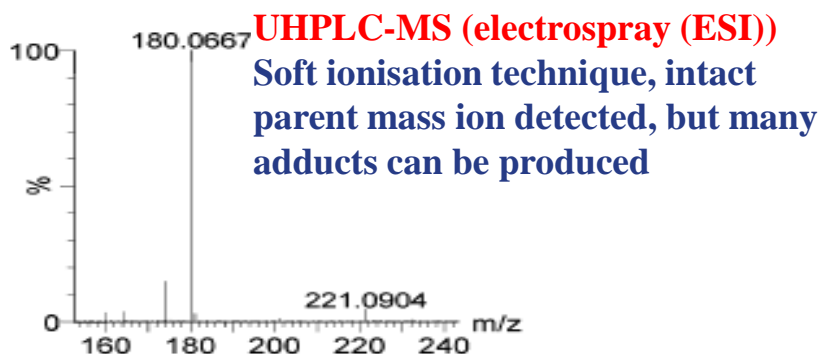 UHPLC-MS (electrospray (ESI))
Soft ionisation technique, intact
parent mass ion detected, but many
adducts can be produced
100
180.0667
%
221.0904
0
m/z
160 180 200 220 240